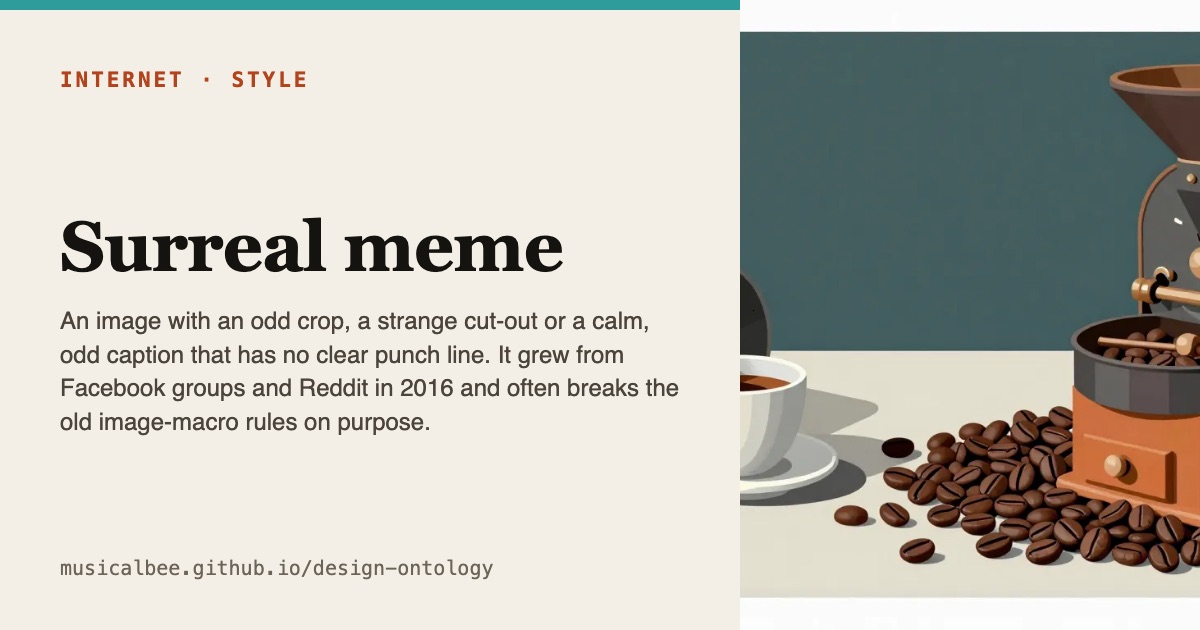 INTERNET · STYLE
Surreal meme
An image with an odd crop, a strange cut-out or a calm,
odd caption that has no clear punch line. It grew from
Facebook groups and Reddit in 2016 and often breaks the
old image-macro rules on purpose.
musicalbee.github.io/design-ontology